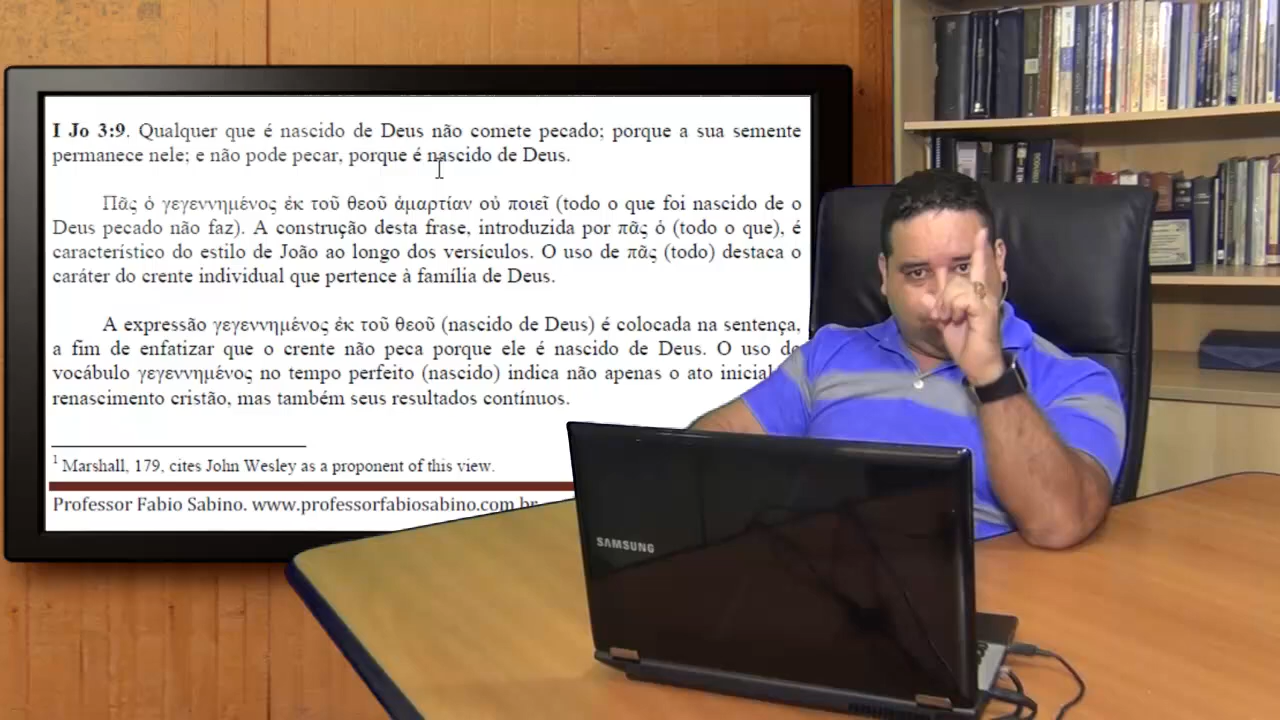 I Jo 3:9. Qualquer que é nascido de Deus não comete pecado; porque a sua semente
permanece nele; e não pode pecar, porque é nascido de Deus.
Πᾶς ὁ γεγεννημένος ἐκ τοῦ θεοῦ ἁμαρτίαν οὐ ποιεῖ (todo o que foi nascido de o
Deus pecado não faz). A construção desta frase, introduzida por πᾶς ὁ (todo o que), é
característico do estilo de João ao longo dos versículos. O uso de πᾶς (todo) destaca o
caráter do crente individual que pertence à família de Deus.
A expressão γεγεννημένος ἐκ τοῦ θεοῦ (nascido de Deus) é colocada na sentença,
a fim de enfatizar que o crente não peca porque ele é nascido de Deus. O uso do
vocábulo γεγεννημένος no tempo perfeito (nascido) indica não apenas o ato inicial
renascimento cristão, mas também seus resultados contínuos.
1 Marshall, 179, cites John Wesley as a proponent of this view.
Professor Fabio Sabino. www.professorfabiosabino.com.br
SAMSUNG